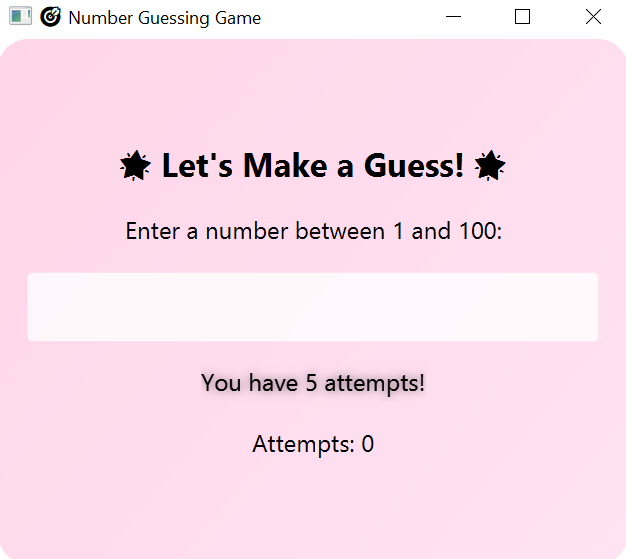 🎯 Number Guessing Game
🌟 Let's Make a Guess! 🌟
Enter a number between 1 and 100:
You have 5 attempts!
Attempts: 0